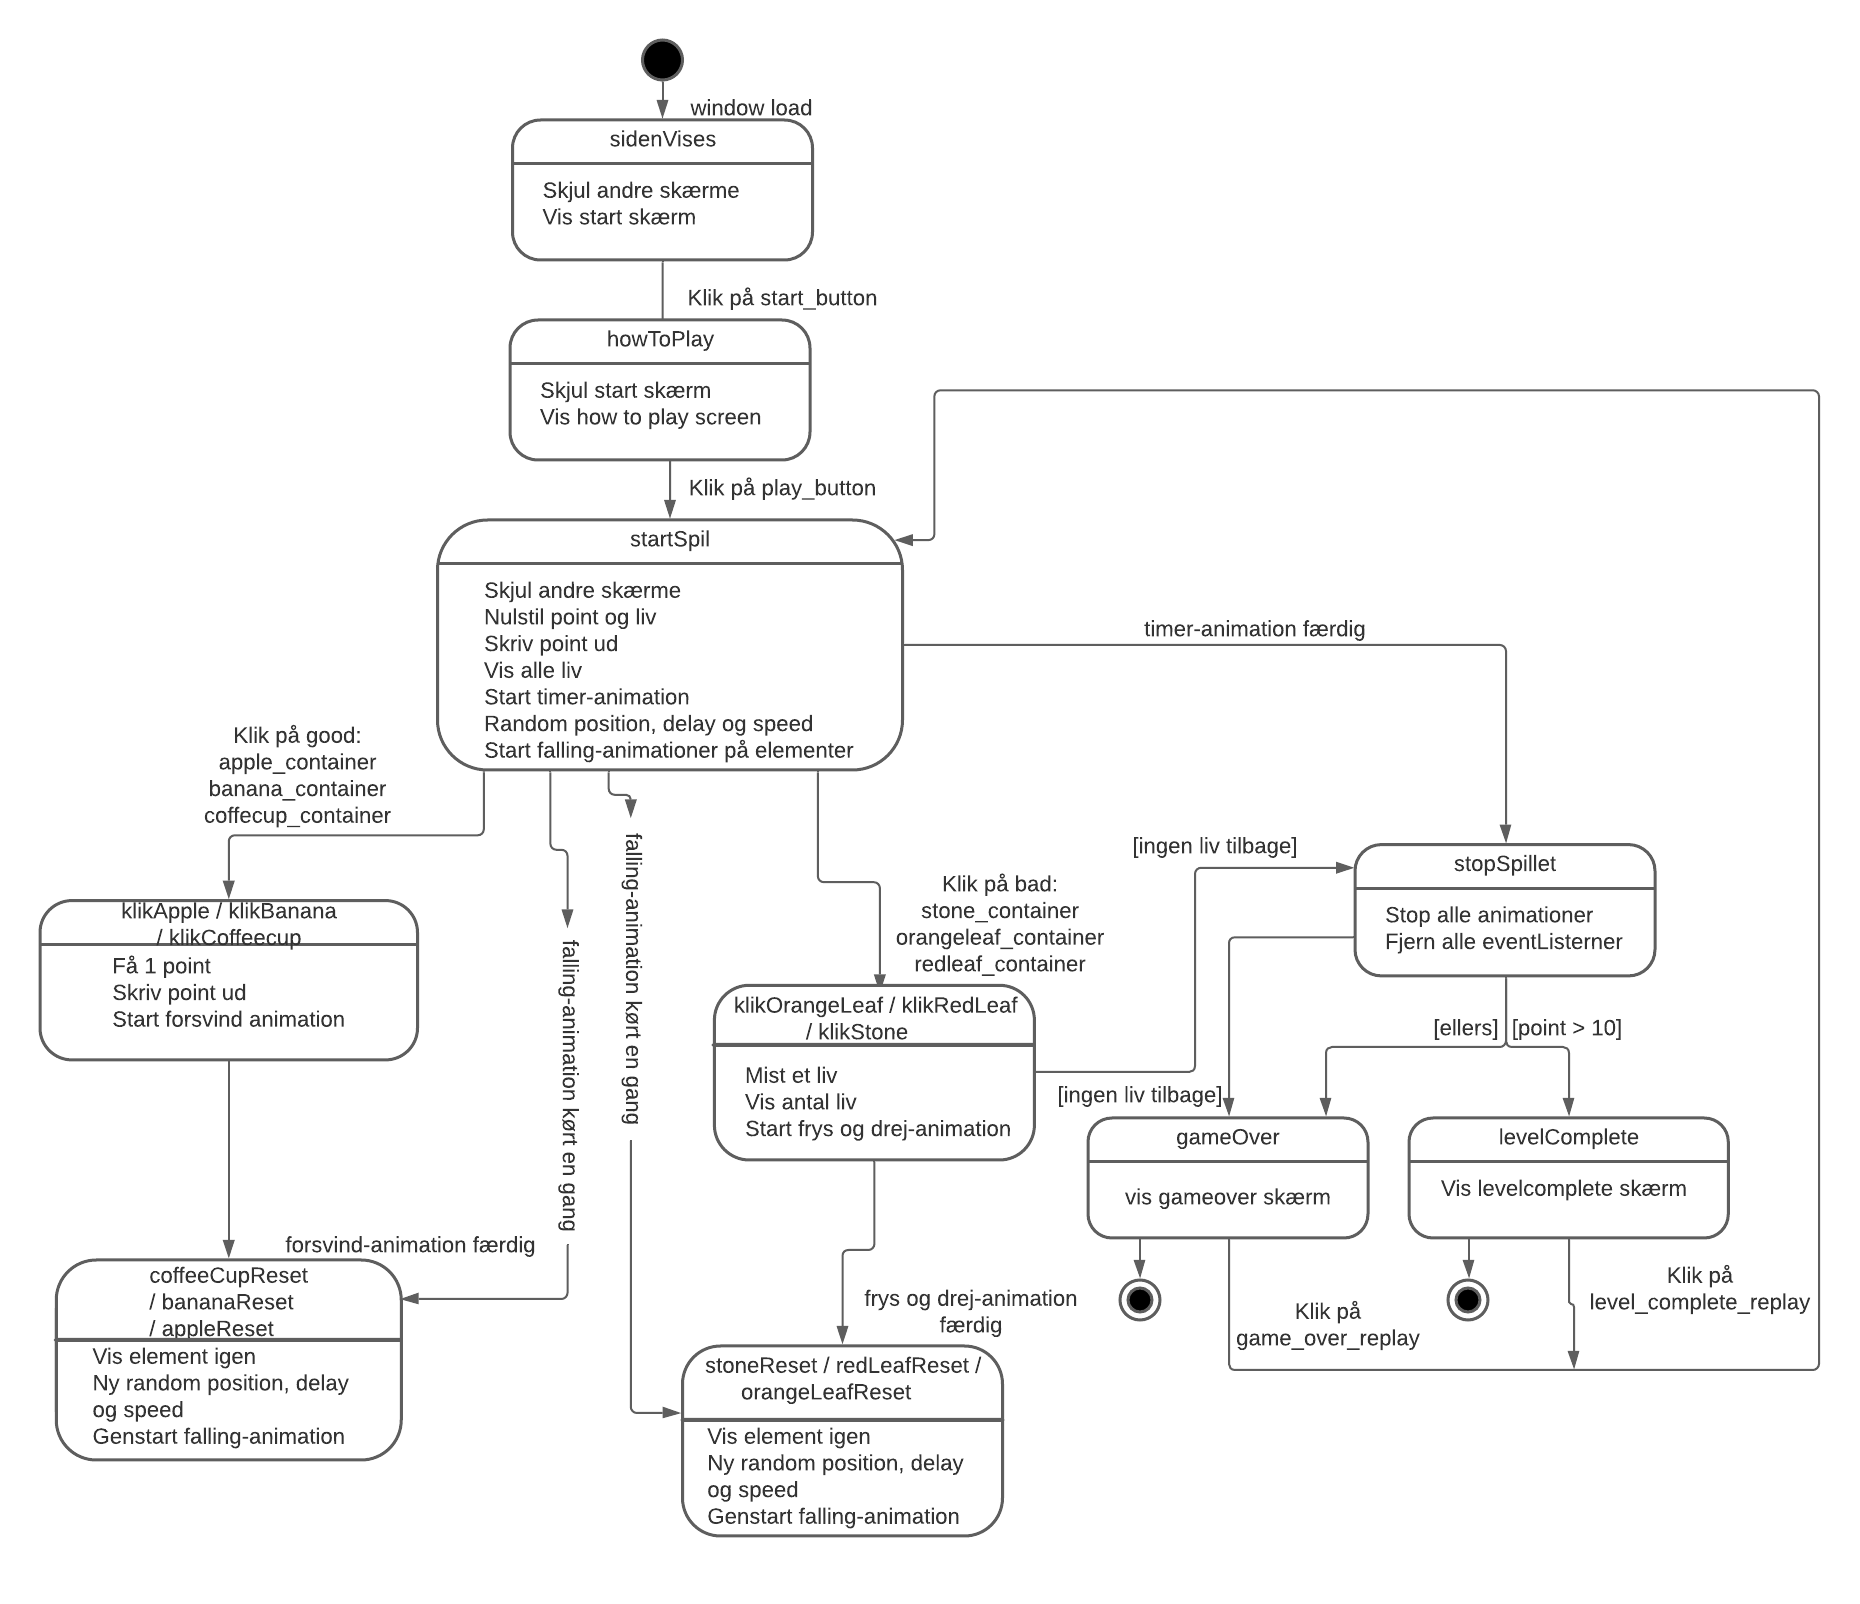 window load
sidenVises
Skjul andre skærme
Vis start skærm
Klik på start_button
howToPlay
Skjul start skærm
Vis how to play screen
Klik på play_button
startSpil
Skjul andre skærme
Nulstil point og liv
Skriv point ud
Vis alle liv
Start timer-animation
Random position, delay og speed
Start falling-animationer på elementer
timer-animation færdig
Klik på good:
apple_container
banana_container
coffecup_container
klikApple / klikBanana
/ klikCoffeecup
Få 1 point
Skriv point ud
Start forsvind animation
falling-animation kørt en gang
falling-animation kørt en gang
Klik på bad:
stone_container
orangeleaf_container
redleaf_container
klikOrangeLeaf / klikRedLeaf
/ klikStone
Mist et liv
Vis antal liv
Start frys og drej-animation
[ingen liv tilbage]
stopSpillet
Stop alle animationer
Fjern alle eventListerner
[ellers]
[point > 10]
[ingen liv tilbage]
gameOver
vis gameover skærm
levelComplete
Vis levelcomplete skærm
forsvind-animation færdig
coffeeCupReset
/ bananaReset
/ appleReset
Vis element igen
Ny random position, delay
og speed
Genstart falling-animation
frys og drej-animation
færdig
stoneReset / redLeafReset /
orangeLeafReset
Vis element igen
Ny random position, delay
og speed
Genstart falling-animation
Klik på
game_over_replay
Klik på
level_complete_replay